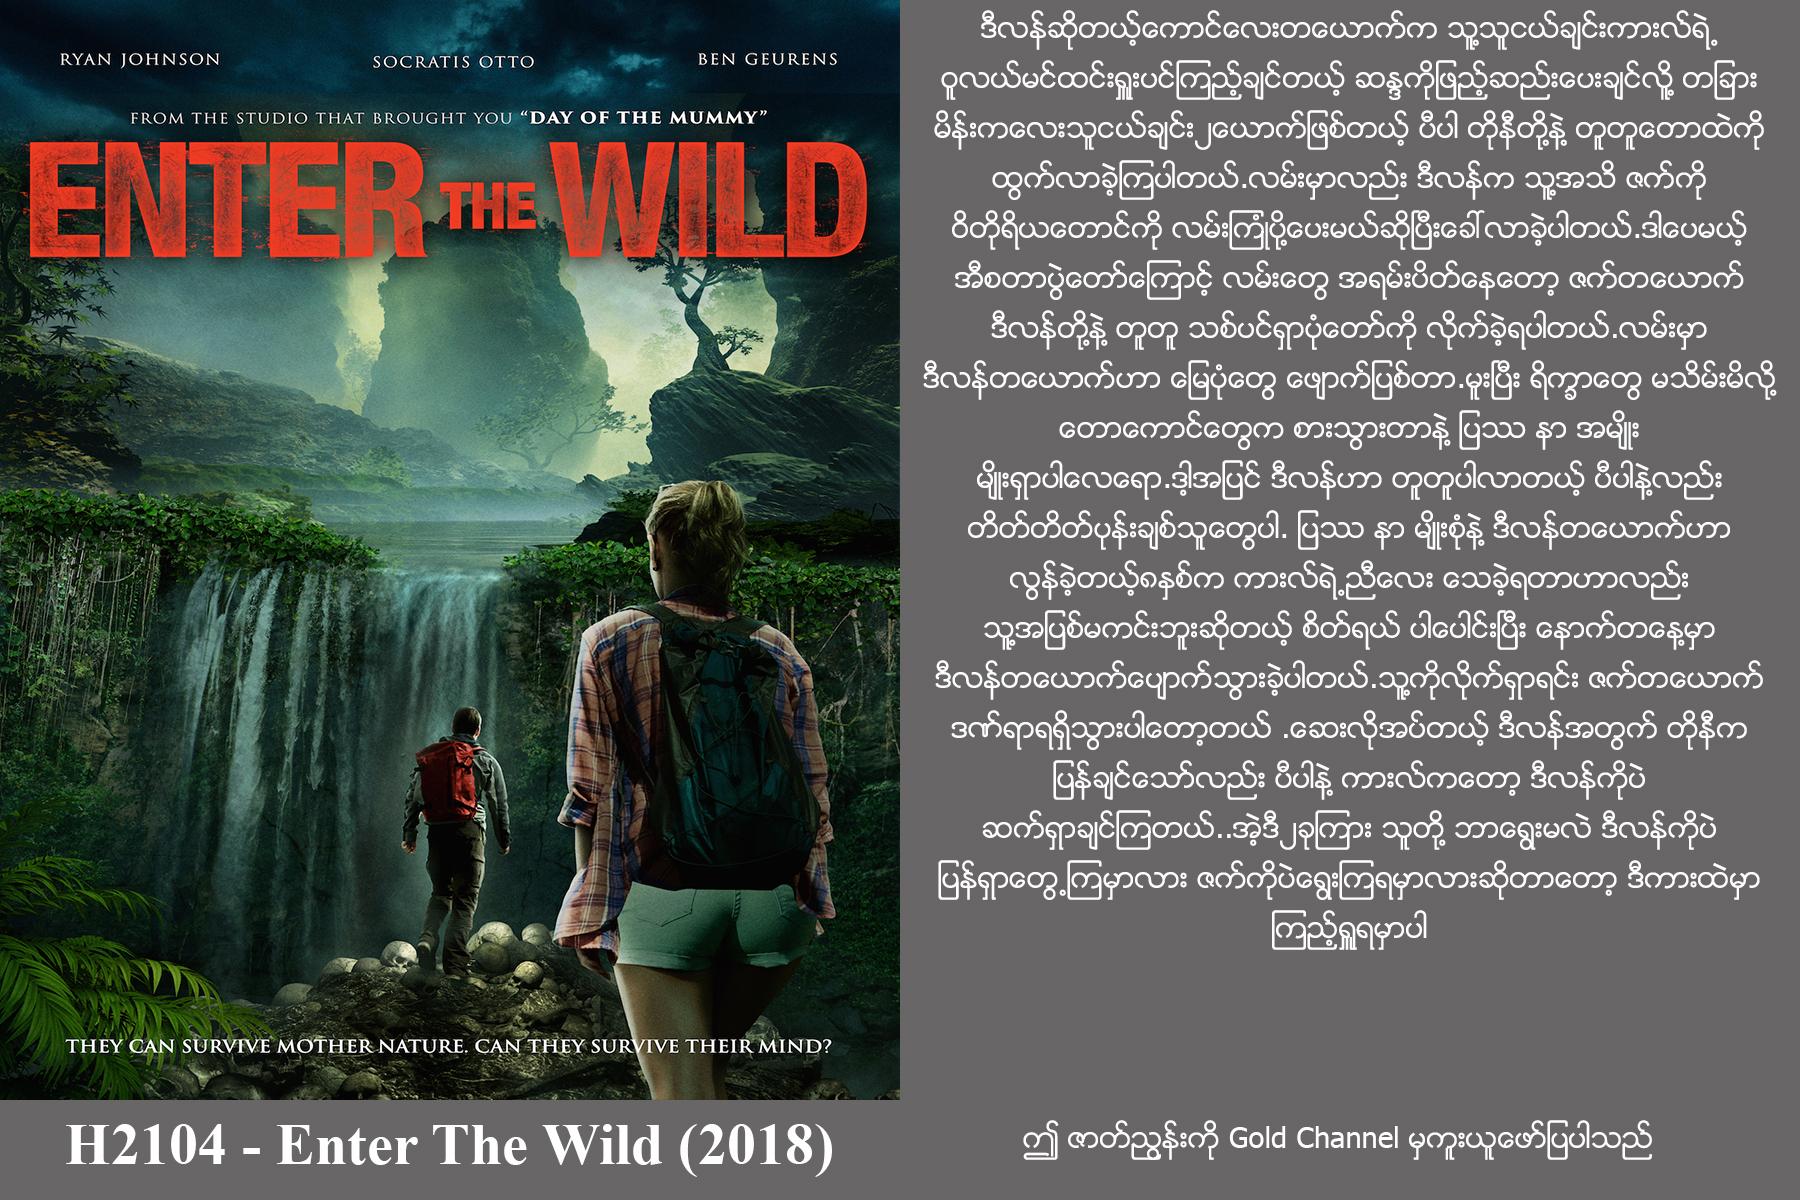 RYAN JOHNSON
SOCRATIS OTTO
BEN GEURENS
FROM THE STUDIO THAT BROUGHT YOU “DAY OF THE MUMMY”
ENTER THE WILD
THEY CAN SURVIVE MOTHER NATURE. CAN THEY SURVIVE THEIR MIND?
H2104 - Enter The Wild (2018)
ဒီလန်ဆိုတယ့်ကောင်လေးတယောက်က သူ့သူငယ်ချင်းကားလ်ရဲ့
ဝူလယ်မင်ထင်းရှူးပင်ကြည့်ချင်တယ့် ဆန္ဒကိုဖြည့်ဆည်းပေးချင်လို့ တခြား
မိန်းကလေးသူငယ်ချင်း၂ယောက်ဖြစ်တယ့် ပီပါ တိုနီတို့နဲ့ တူတူတောထဲကို
ထွက်လာခဲ့ကြပါတယ်.လမ်းမှာလည်း ဒီလန်က သူ့အသိ ဇက်ကို
ဝိတိုရိယတောင်ကို လမ်းကြုံပို့ပေးမယ်ဆိုပြီးခေါ်လာခဲ့ပါတယ်.ဒါပေမယ့်
အီစတာပွဲတော်ကြောင့် လမ်းတွေ အရမ်းပိတ်နေတော့ ဇက်တယောက်
ဒီလန်တို့နဲ့ တူတူ သစ်ပင်ရှာပုံတော်ကို လိုက်ခဲ့ရပါတယ်.လမ်းမှာ
ဒီလန်တယောက်ဟာ မြေပုံတွေ ဖျောက်ပြစ်တာ.မူးပြီး ရိက္ခာတွေ မသိမ်းမိလို့
တောကောင်တွေက စားသွားတာနဲ့ ပြဿ နာ အမျိုး
မျိုးရှာပါလေရော.ဒါ့အပြင် ဒီလန်ဟာ တူတူပါလာတယ့် ပီပါနဲ့လည်း
တိတ်တိတ်ပုန်းချစ်သူတွေပါ. ပြဿ နာ မျိုးစုံနဲ့ ဒီလန်တယောက်ဟာ
လွန်ခဲ့တယ့်၈နှစ်က ကားလ်ရဲ့ညီလေး သေခဲ့ရတာဟာလည်း
သူ့အပြစ်မကင်းဘူးဆိုတယ့် စိတ်ရယ် ပါပေါင်းပြီး နောက်တနေ့မှာ
ဒီလန်တယောက်ပျောက်သွားခဲ့ပါတယ်.သူ့ကိုလိုက်ရှာရင်း ဇက်တယောက်
ဒဏ်ရာရရှိသွားပါတော့တယ် .ဆေးလိုအပ်တယ့် ဒီလန်အတွက် တိုနီက
ပြန်ချင်သော်လည်း ပီပါနဲ့ ကားလ်ကတော့ ဒီလန်ကိုပဲ
ဆက်ရှာချင်ကြတယ်..အဲ့ဒီ၂ခုကြား သူတို့ ဘာရွေးမလဲ ဒီလန်ကိုပဲ
ပြန်ရှာတွေ့ကြမှာလား ဇက်ကိုပဲရွေးကြရမှာလားဆိုတာတော့ ဒီကားထဲမှာ
ကြည့်ရှူရမှာပါ
ဤ ဇာတ်ညွှန်းကို Gold Channel မှကူးယူဖော်ပြပါသည်